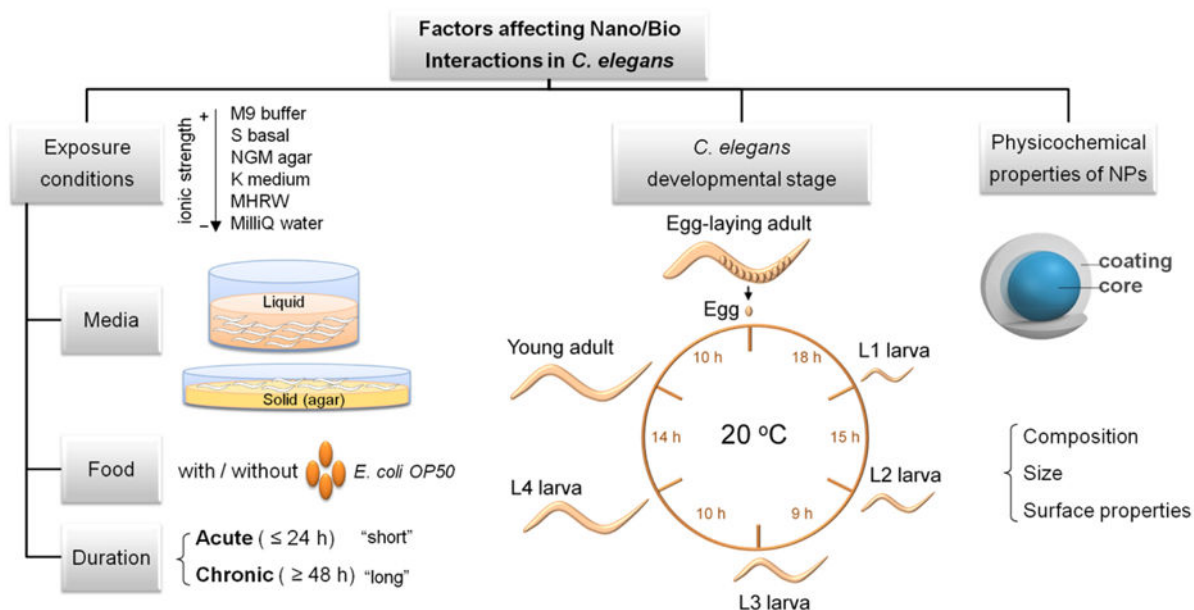 Factors affecting Nano/Bio
Interactions in C. elegans
Exposure
conditions
ionic strength
+
−
M9 buffer
S basal
NGM agar
K medium
MHRW
MilliQ water
Media
Liquid
Solid (agar)
Food
with / without
E. coli OP50
Duration
Acute ( ≤ 24 h) “short”
Chronic ( ≥ 48 h) “long”
C. elegans
developmental stage
Egg-laying adult
Egg
10 h
18 h
Young adult
L1 larva
14 h
20 °C
15 h
L4 larva
L2 larva
10 h
9 h
L3 larva
Physicochemical
properties of NPs
coating
core
Composition
Size
Surface properties